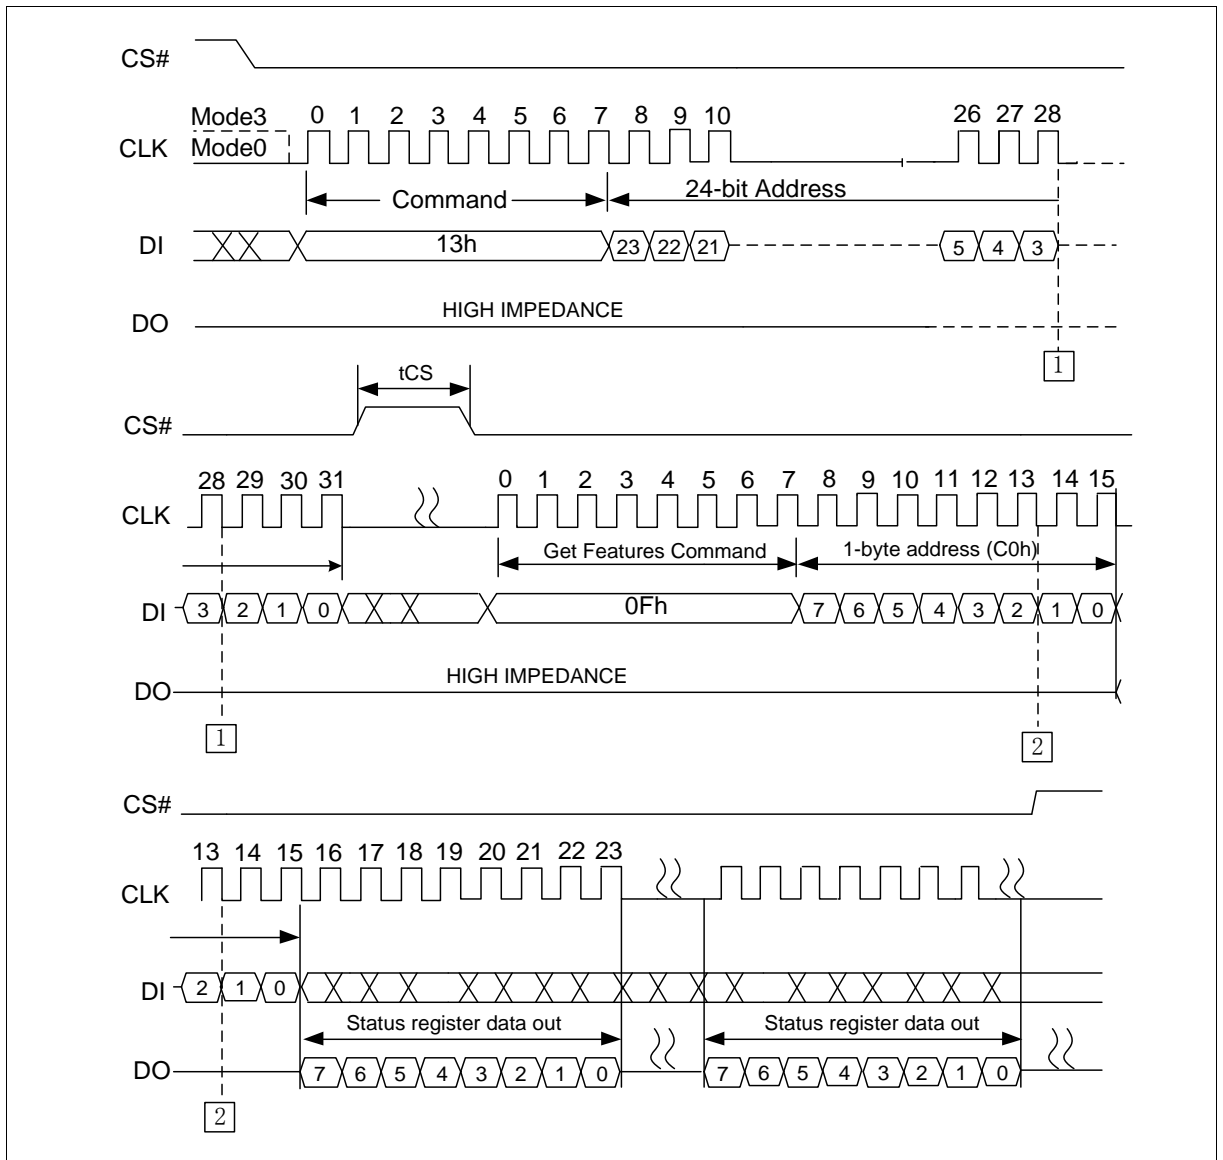 CS#
Mode3 0 1 2 3 4 5 6 7 8 9 10 26 27 28
CLK Mode0
Command 24-bit Address
DI 13h 23 22 21 5 4 3
HIGH IMPEDANCE
DO
1
tCS
CS#
28 29 30 31 0 1 2 3 4 5 6 7 8 9 10 11 12 13 14 15
CLK
Get Features Command 1-byte address (C0h)
DI 3 2 1 0 0Fh 7 6 5 4 3 2 1 0
HIGH IMPEDANCE
DO
1 2
CS#
13 14 15 16 17 18 19 20 21 22 23
CLK
DI 2 1 0
Status register data out Status register data out
DO 7 6 5 4 3 2 1 0 7 6 5 4 3 2 1 0
2